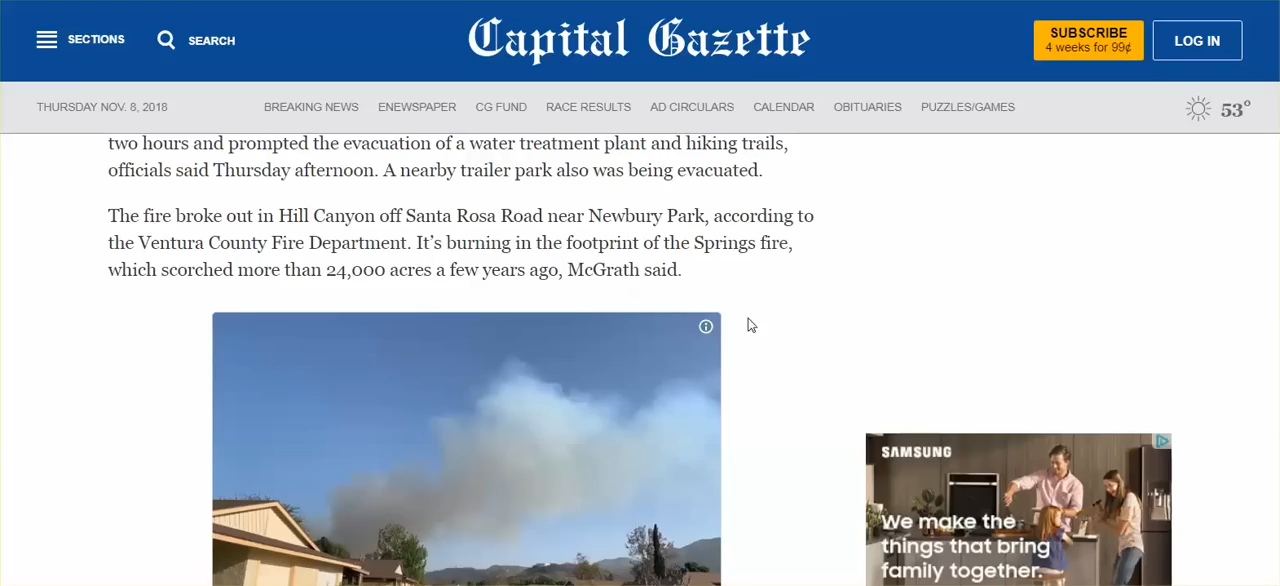 SECTIONS
SEARCH
Capital Gazette
SUBSCRIBE
4 weeks for 99¢
LOG IN
THURSDAY NOV. 8, 2018
BREAKING NEWS
ENEWSPAPER
CG FUND
RACE RESULTS
AD CIRCULARS
CALENDAR
OBITUARIES
PUZZLES/GAMES
53°
two hours and prompted the evacuation of a water treatment plant and hiking trails,
officials said Thursday afternoon. A nearby trailer park also was being evacuated.
The fire broke out in Hill Canyon off Santa Rosa Road near Newbury Park, according to
the Ventura County Fire Department. It’s burning in the footprint of the Springs fire,
which scorched more than 24,000 acres a few years ago, McGrath said.
SAMSUNG
We make the
things that bring
family together.